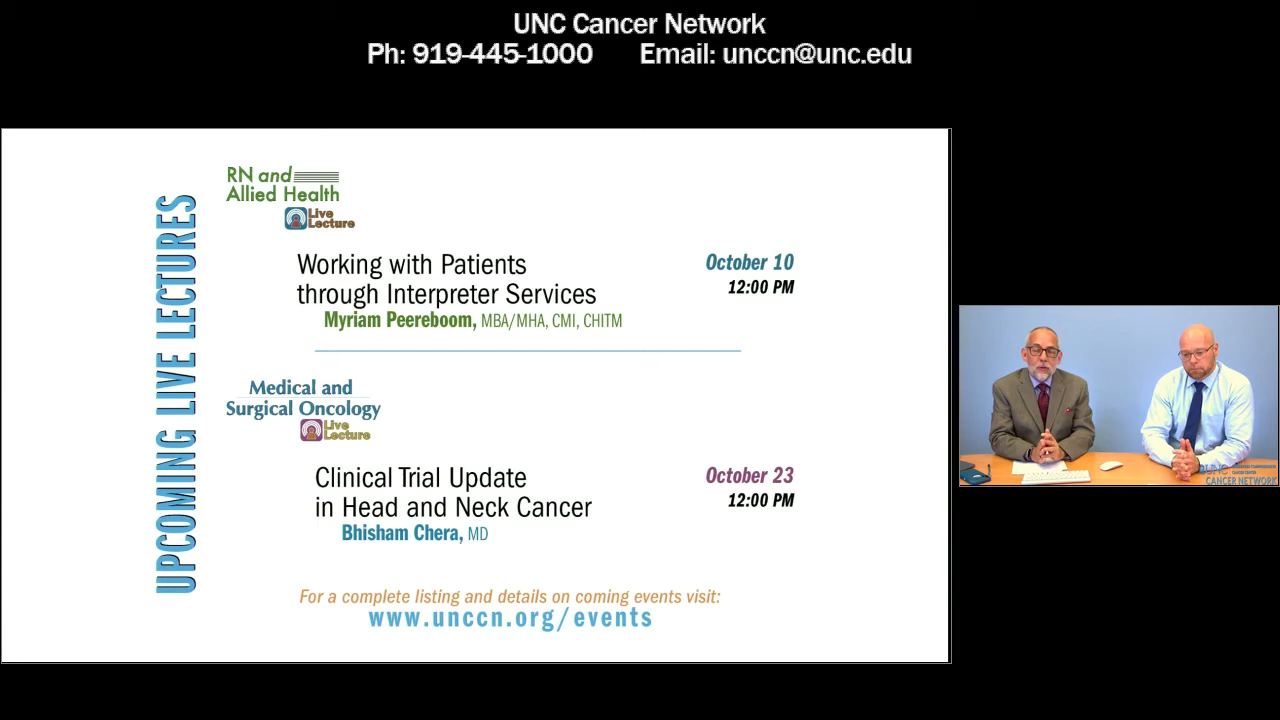 UNC Cancer Network
Ph: 919-445-1000 Email: unccn@unc.edu
UPCOMING LIVE LECTURES
RN and
Allied Health
Live
Lecture
Working with Patients
through Interpreter Services
Myriam Peereboom, MBA/MHA, CMI, CHITM
October 10
12:00 PM
Medical and
Surgical Oncology
Live
Lecture
Clinical Trial Update
in Head and Neck Cancer
Bhisham Chera, MD
October 23
12:00 PM
For a complete listing and details on coming events visit:
www.unccn.org/events
UNC
CANCER NETWORK